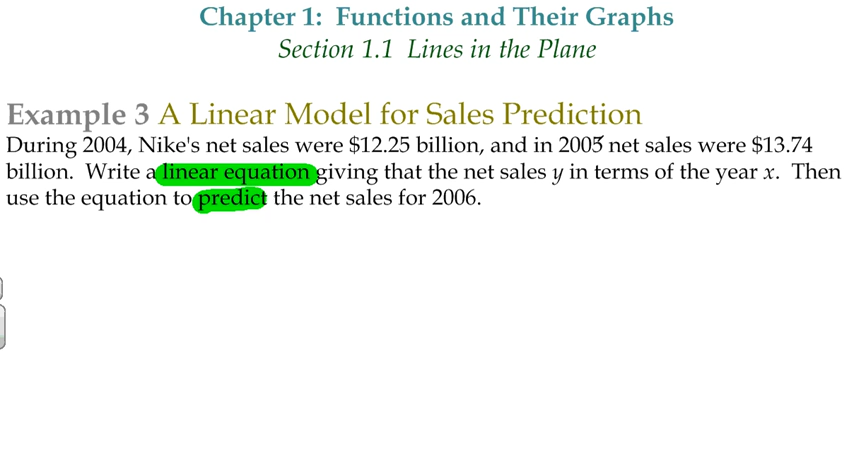 Chapter 1: Functions and Their Graphs
Section 1.1 Lines in the Plane
Example 3 A Linear Model for Sales Prediction
During 2004, Nike's net sales were $12.25 billion, and in 2005 net sales were $13.74
billion. Write a linear equation giving that the net sales y in terms of the year x. Then
use the equation to predict the net sales for 2006.